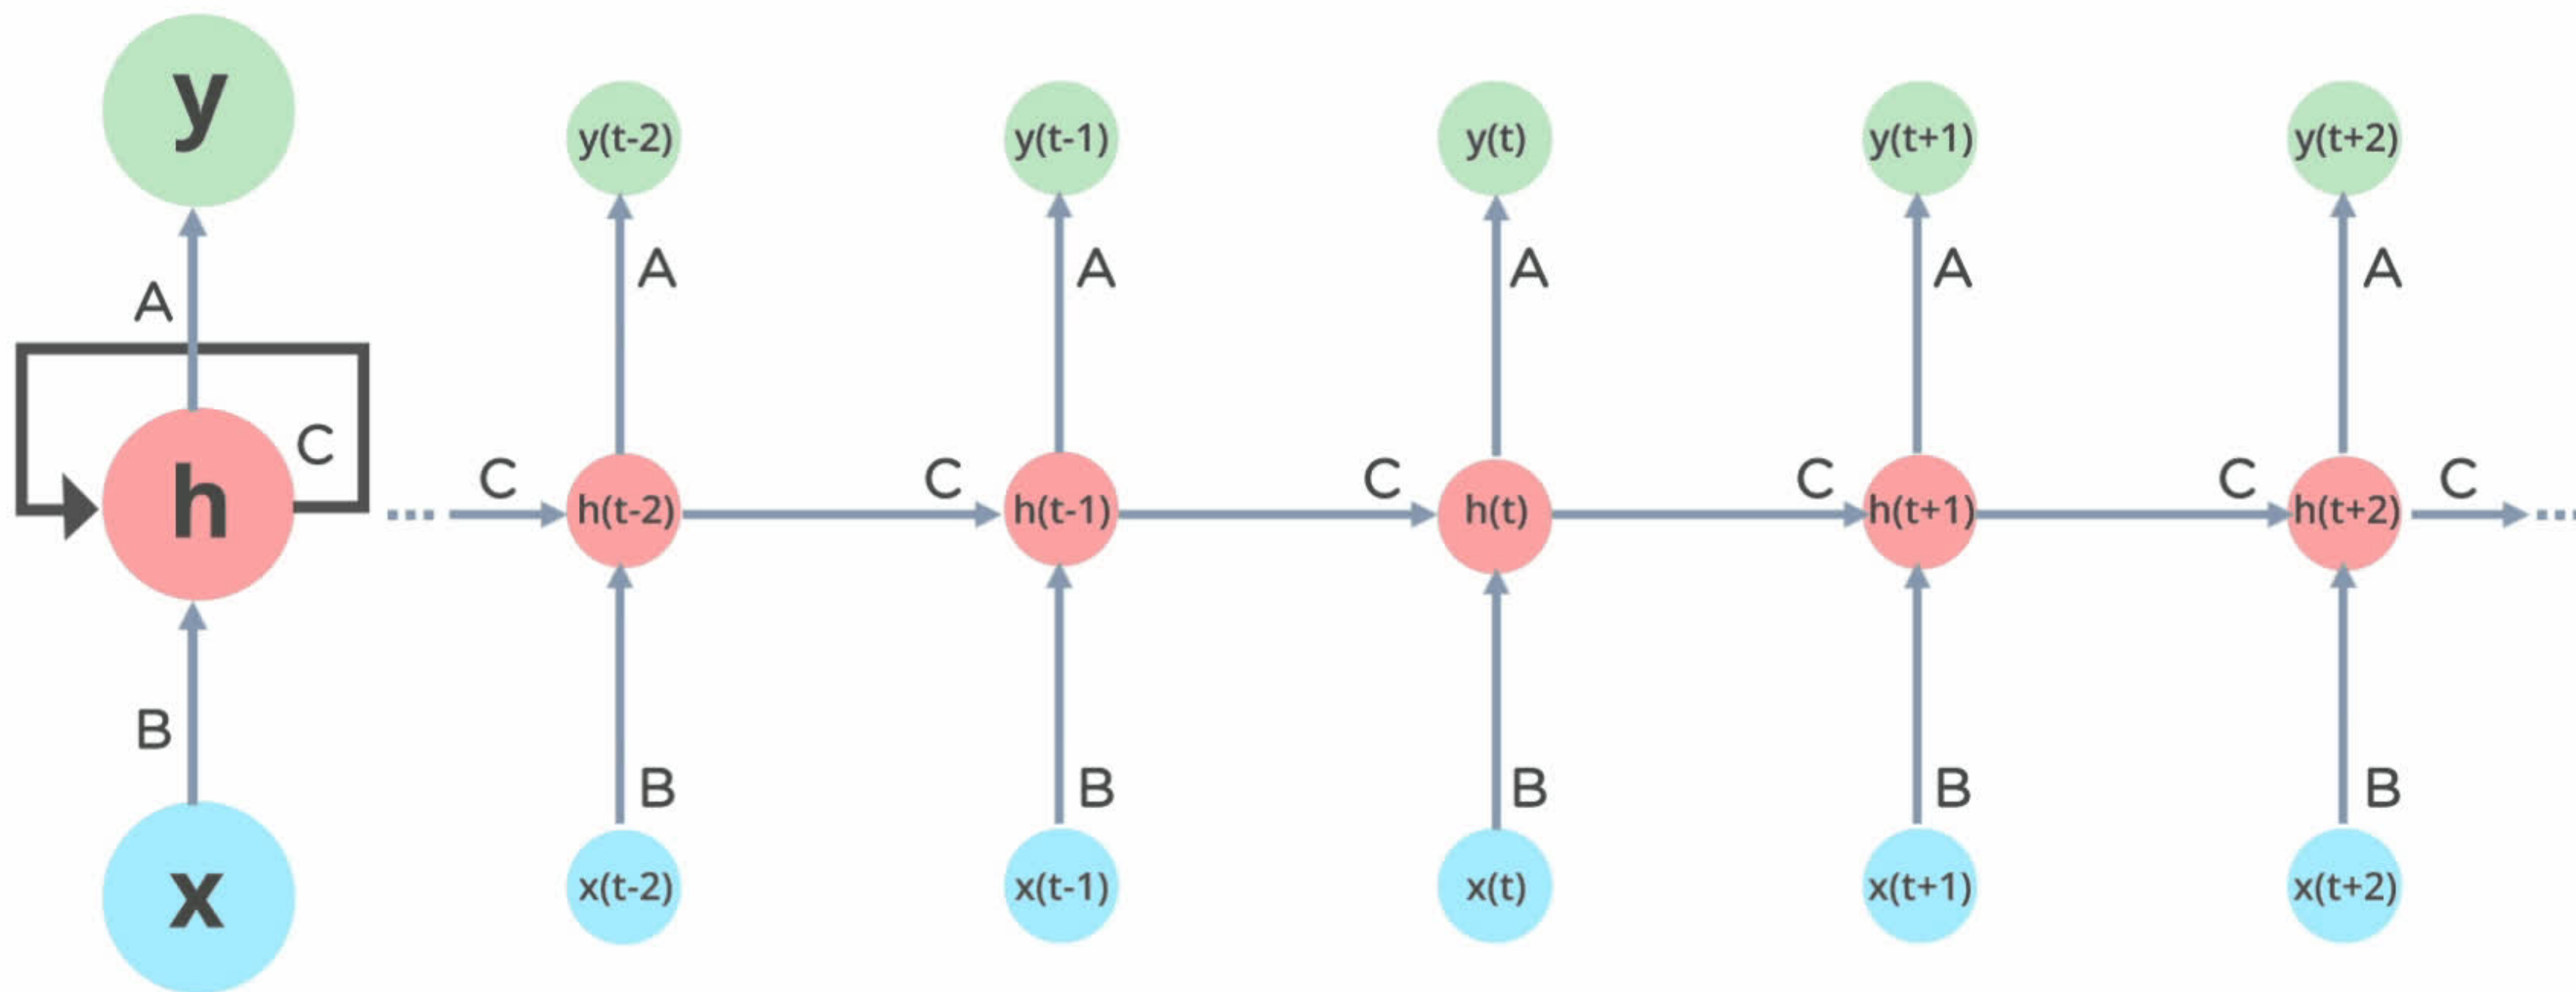 y
y(t-2) y(t-1) y(t) y(t+1) y(t+2)
A A A A A A
C C C C C C C
h h(t-2) h(t-1) h(t) h(t+1) h(t+2)
B B B B B B
x x(t-2) x(t-1) x(t) x(t+1) x(t+2)